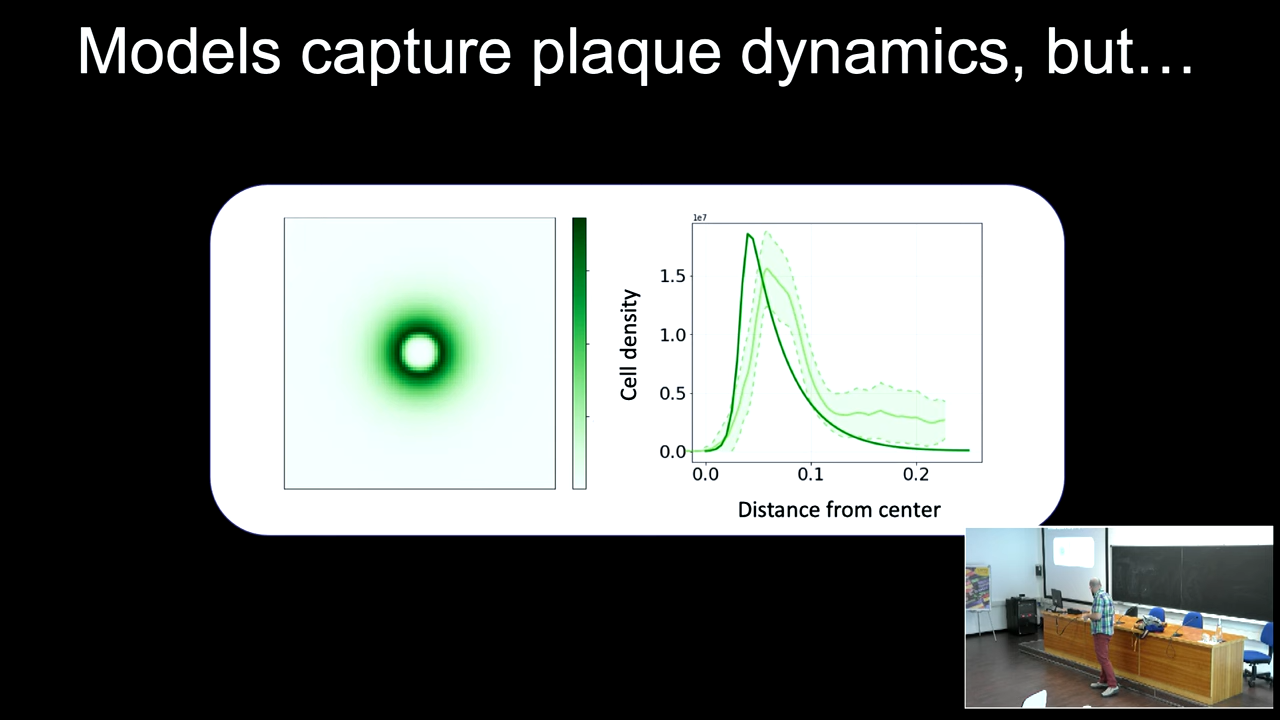 Models capture plaque dynamics, but…
1e7
1.5
1.0
0.5
0.0
Cell density
0.0 0.1 0.2
Distance from center